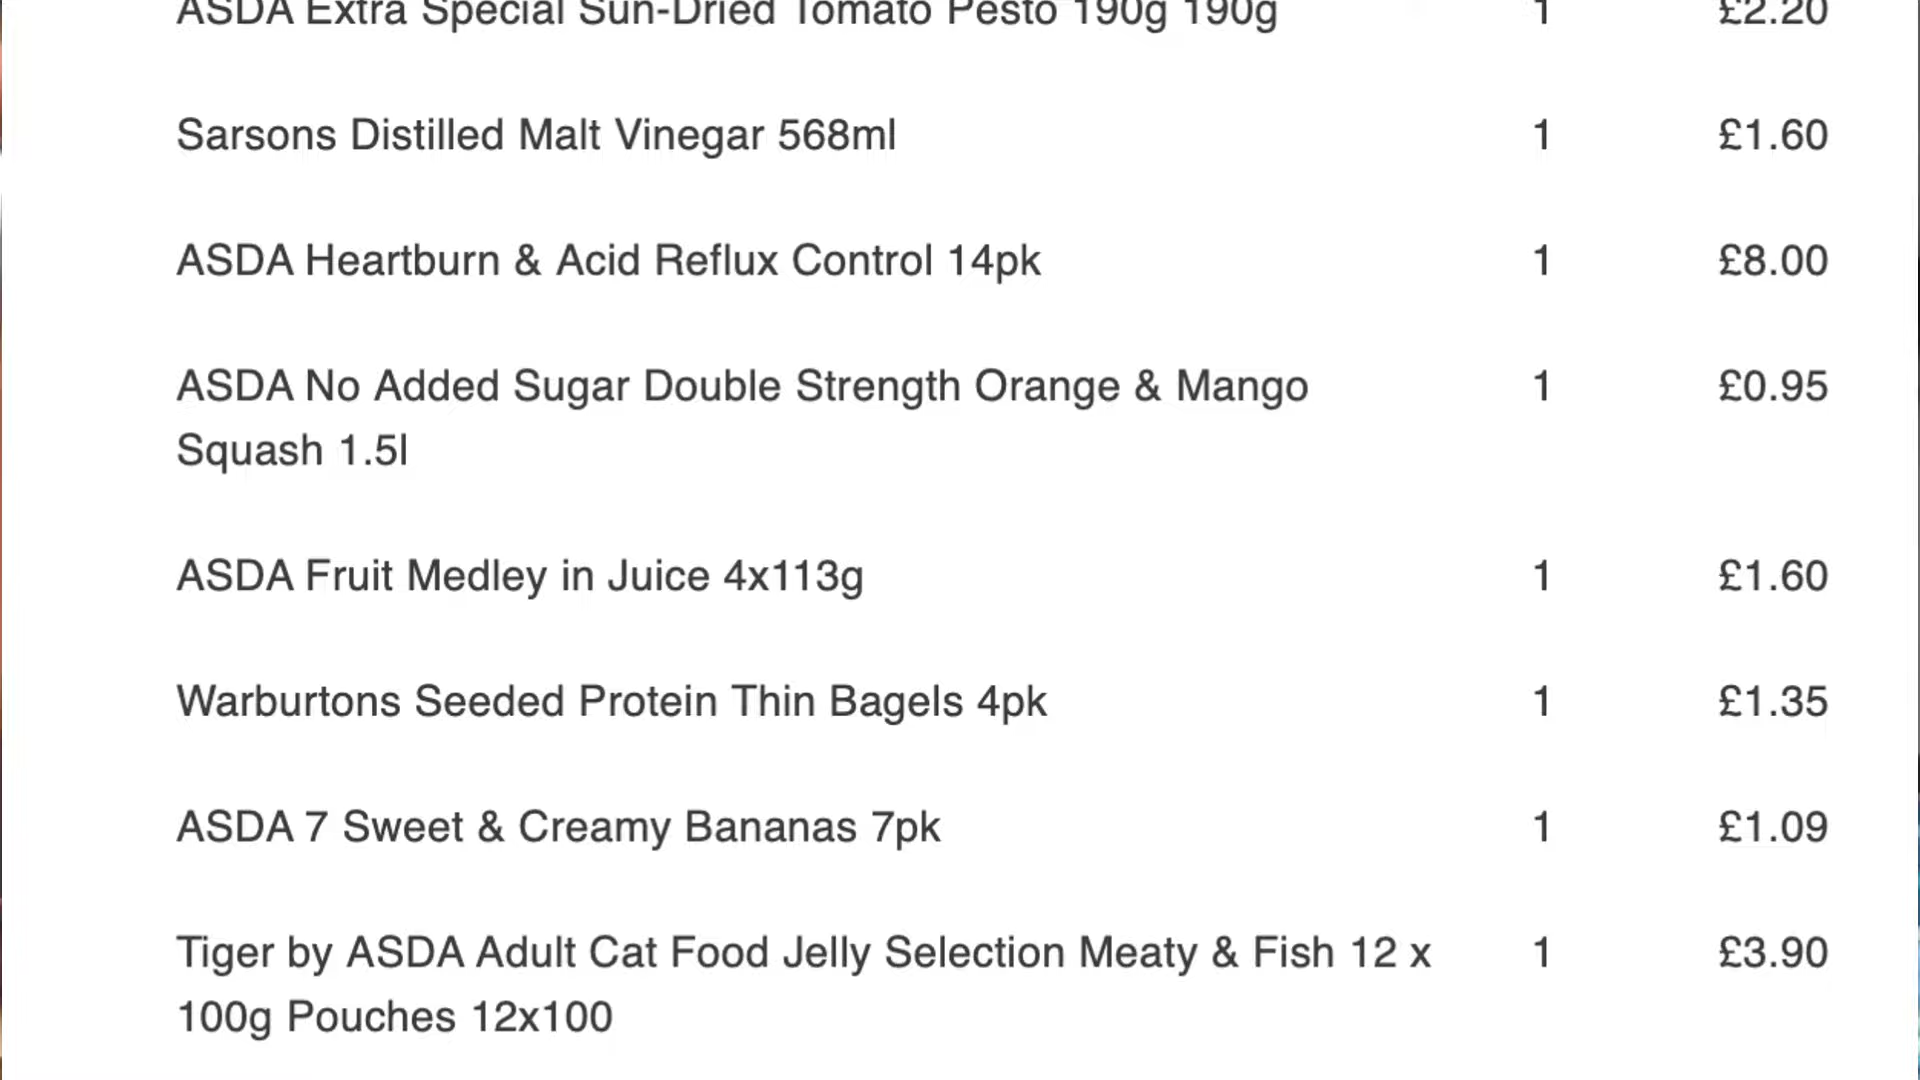 ASDA Extra Special Sun-Dried Tomato Pesto 190g 190g 1 £2.20
Sarsons Distilled Malt Vinegar 568ml 1 £1.60
ASDA Heartburn & Acid Reflux Control 14pk 1 £8.00
ASDA No Added Sugar Double Strength Orange & Mango 1 £0.95
Squash 1.5l
ASDA Fruit Medley in Juice 4x113g 1 £1.60
Warburtons Seeded Protein Thin Bagels 4pk 1 £1.35
ASDA 7 Sweet & Creamy Bananas 7pk 1 £1.09
Tiger by ASDA Adult Cat Food Jelly Selection Meaty & Fish 12 x 1 £3.90
100g Pouches 12x100